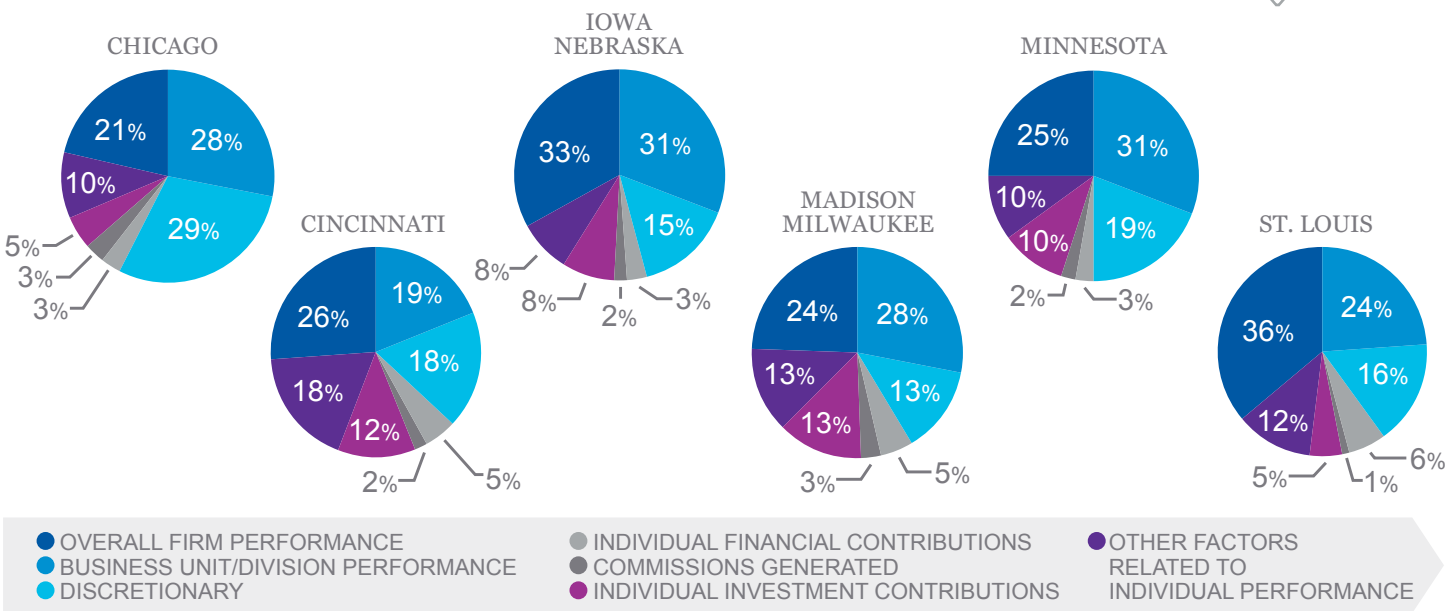 CHICAGO
21%
28%
10%
29%
5%
3%
3%
CINCINNATI
26%
19%
18%
18%
12%
2%
5%
IOWA
NEBRASKA
33%
31%
15%
8%
8%
2%
3%
MADISON
MILWAUKEE
24%
28%
13%
13%
13%
3%
5%
MINNESOTA
25%
31%
10%
10%
19%
2%
3%
ST. LOUIS
36%
24%
16%
12%
5%
1%
6%
OVERALL FIRM PERFORMANCE
BUSINESS UNIT/DIVISION PERFORMANCE
DISCRETIONARY
INDIVIDUAL FINANCIAL CONTRIBUTIONS
COMMISSIONS GENERATED
INDIVIDUAL INVESTMENT CONTRIBUTIONS
OTHER FACTORS
RELATED TO
INDIVIDUAL PERFORMANCE